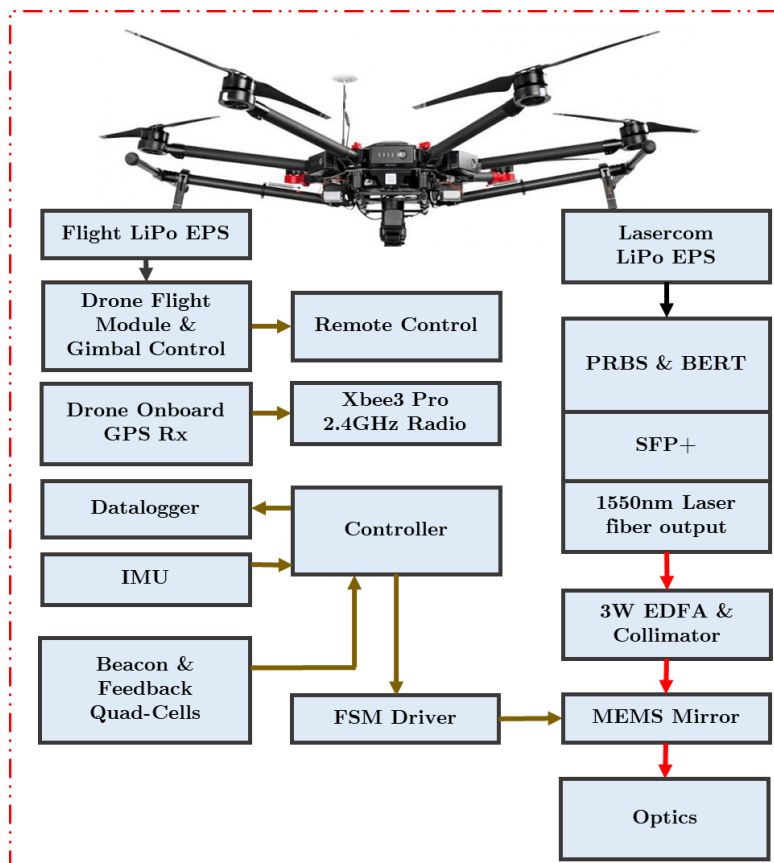 Flight LiPo EPS
Drone Flight
Module &
Gimbal Control
Remote Control
Drone Onboard
GPS Rx
Xbee3 Pro
2.4GHz Radio
Datalogger
Controller
IMU
Beacon &
Feedback
Quad-Cells
FSM Driver
Lasercom
LiPo EPS
PRBS & BERT
SFP+
1550nm Laser
fiber output
3W EDFA &
Collimator
MEMS Mirror
Optics